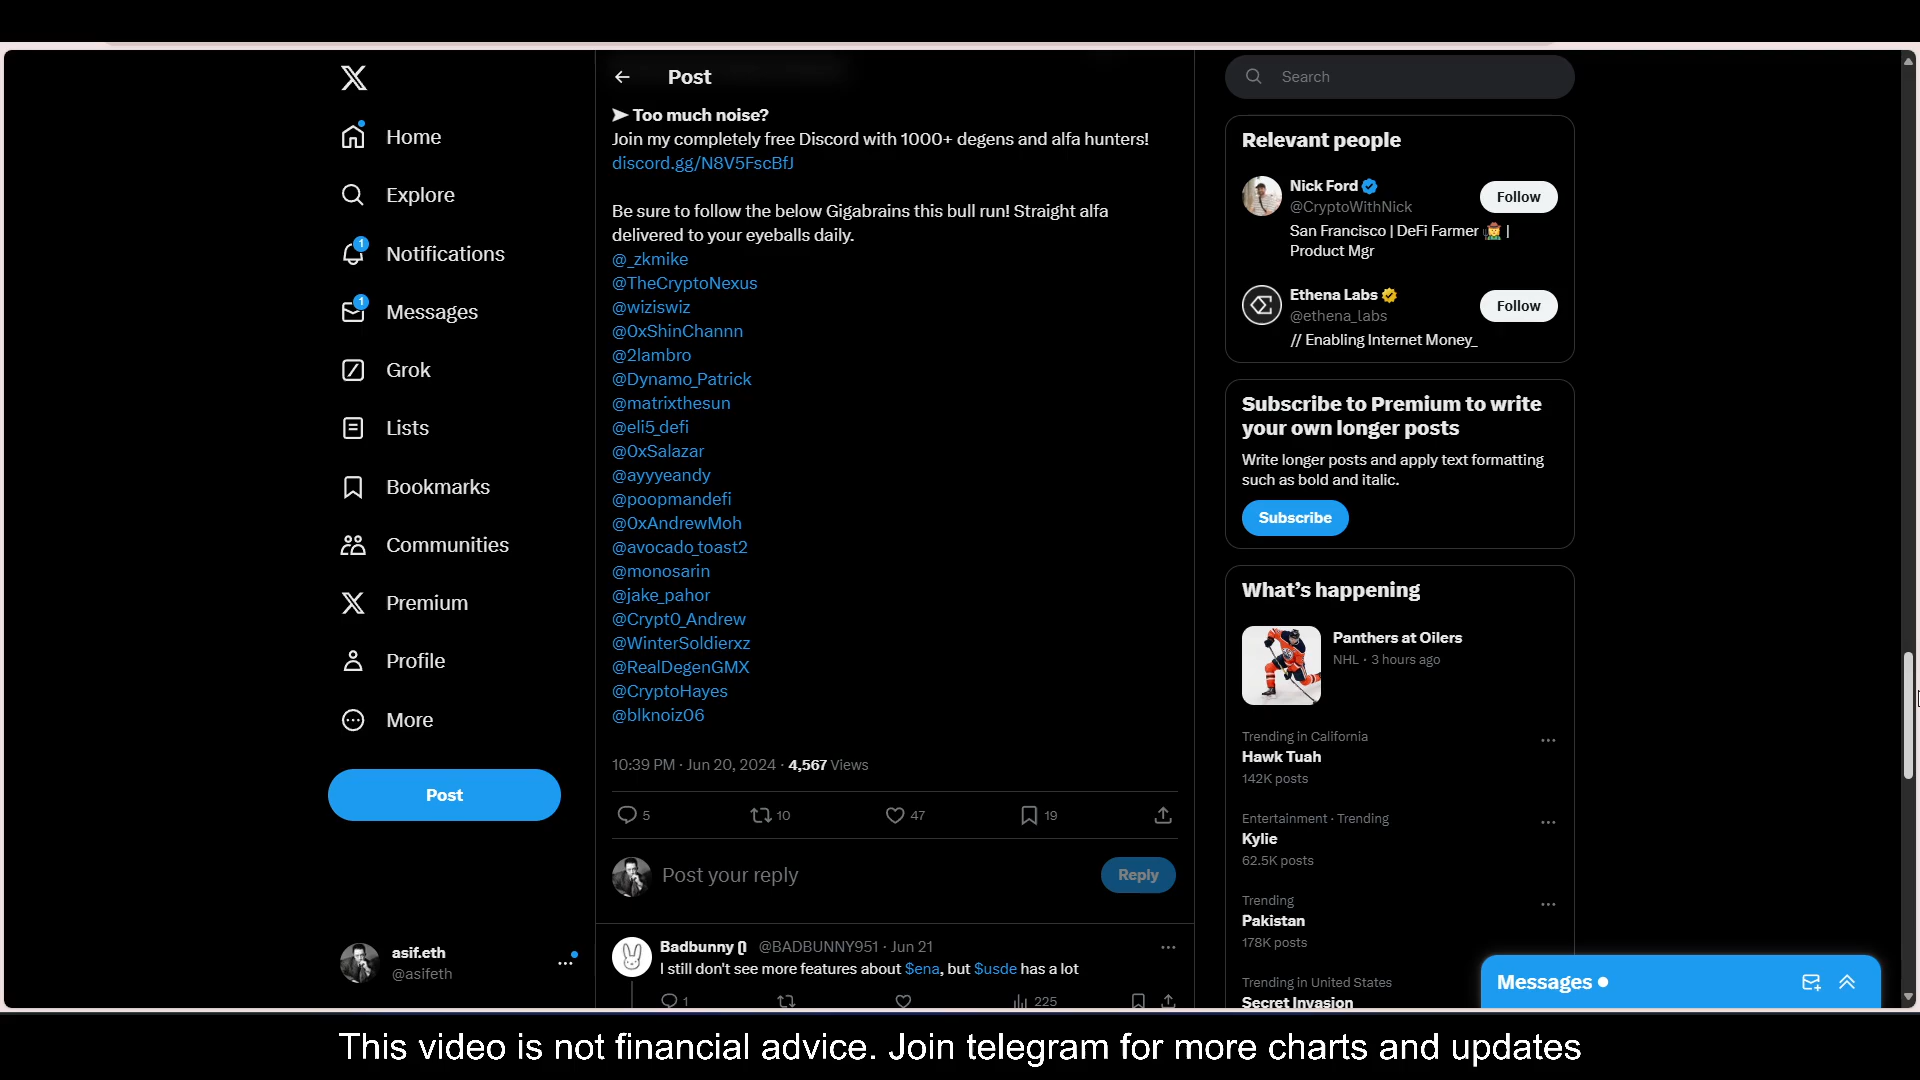 Home
Explore
1
Notifications
1
Messages
Grok
Lists
Bookmarks
Communities
Premium
Profile
More
Post
asif.eth
@asifeth
Post
➤ Too much noise?
Join my completely free Discord with 1000+ degens and alfa hunters!
discord.gg/N8V5FscBfJ
Be sure to follow the below Gigabrains this bull run! Straight alfa
delivered to your eyeballs daily.
@_zkmike
@TheCryptoNexus
@wiziswiz
@0xShinChannn
@2lambro
@Dynamo_Patrick
@matrixthesun
@eli5_defi
@0xSalazar
@ayyyeandy
@poopmandefi
@0xAndrewMoh
@avocado_toast2
@monosarin
@jake_pahor
@Crypt0_Andrew
@WinterSoldierxz
@RealDegenGMX
@CryptoHayes
@blknoiz06
10:39 PM · Jun 20, 2024 · 4,567 Views
5 10 47 19
Post your reply
Reply
Badbunny @BADBUNNY951 · Jun 21
I still don't see more features about $ena, but $usde has a lot
1 225
Search
Relevant people
Nick Ford
@CryptoWithNick
Follow
San Francisco | DeFi Farmer 👨‍🌾 |
Product Mgr
Ethena Labs
@ethena_labs
Follow
// Enabling Internet Money_
Subscribe to Premium to write
your own longer posts
Write longer posts and apply text formatting
such as bold and italic.
Subscribe
What's happening
Panthers at Oilers
NHL · 3 hours ago
Trending in California
Hawk Tuah
142K posts
Entertainment · Trending
Kylie
62.5K posts
Trending
Pakistan
178K posts
Trending in United States
Secret Invasion
Messages
This video is not financial advice. Join telegram for more charts and updates